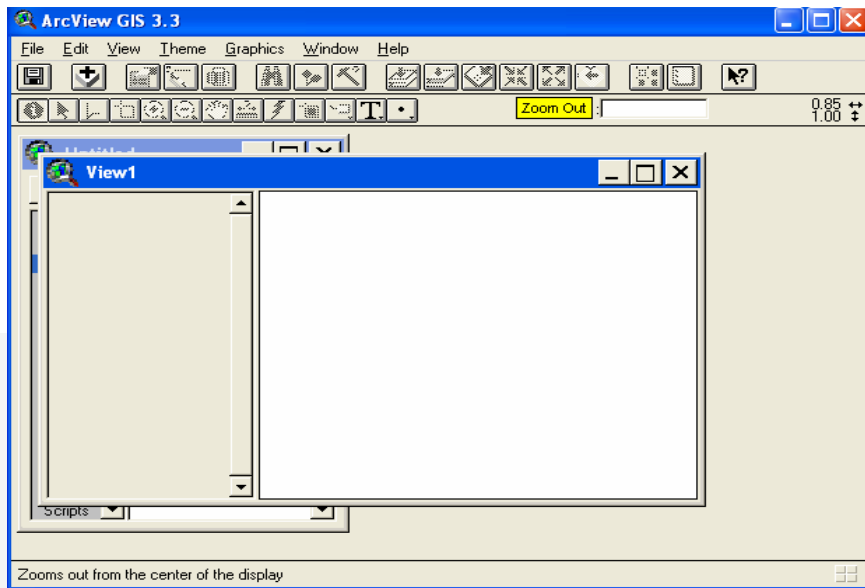 ArcView GIS 3.3
File Edit View Theme Graphics Window Help
T Zoom Out : 0.85
1.00
Untitled
View1
Scripts
Zooms out from the center of the display